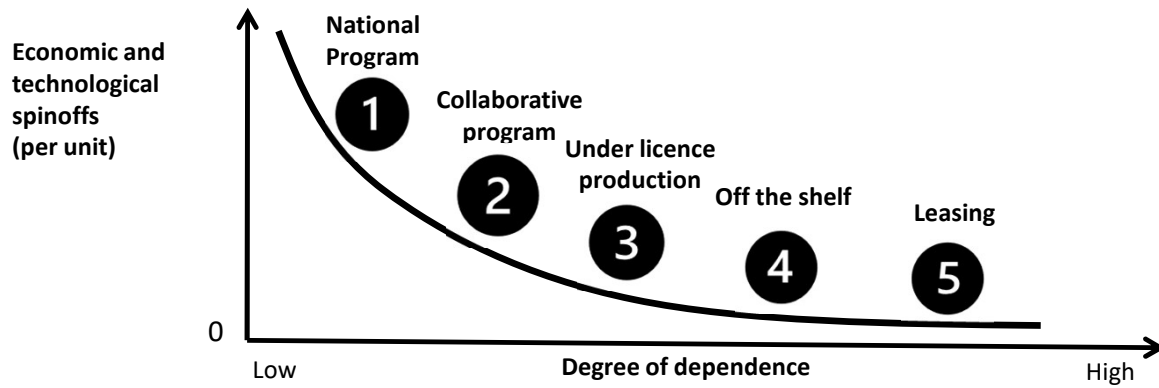 Economic and
technological
spinoffs
(per unit)
National
Program
1
Collaborative
program
2
Under licence
production
3
Off the shelf
4
Leasing
5
0
Low
Degree of dependence
High